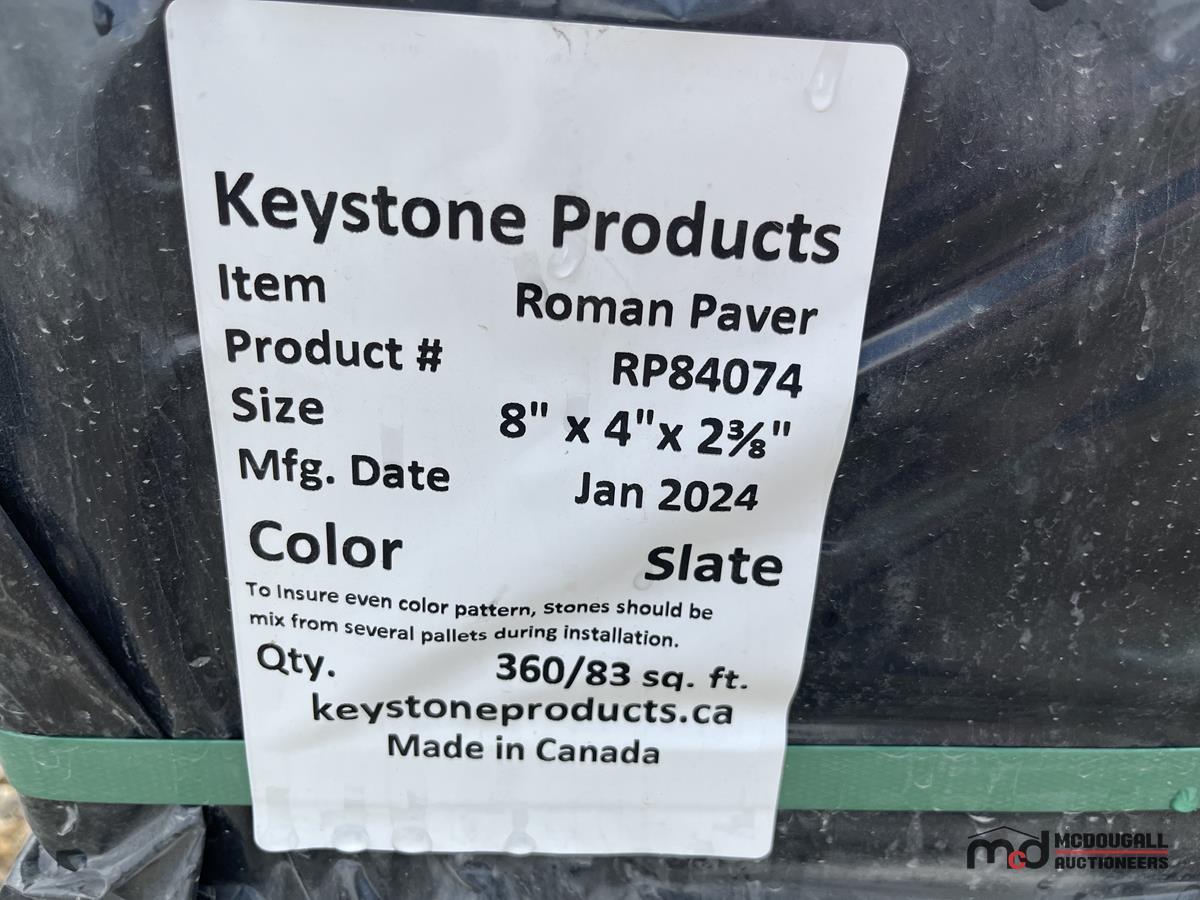 Keystone Products
Item Roman Paver
Product # RP84074
Size 8" x 4"x 2⅜"
Mfg. Date Jan 2024
Color Slate
To Insure even color pattern, stones should be
mix from several pallets during installation.
Qty. 360/83 sq. ft.
keystoneproducts.ca
Made in Canada
mcd MCDOUGALL
AUCTIONEERS